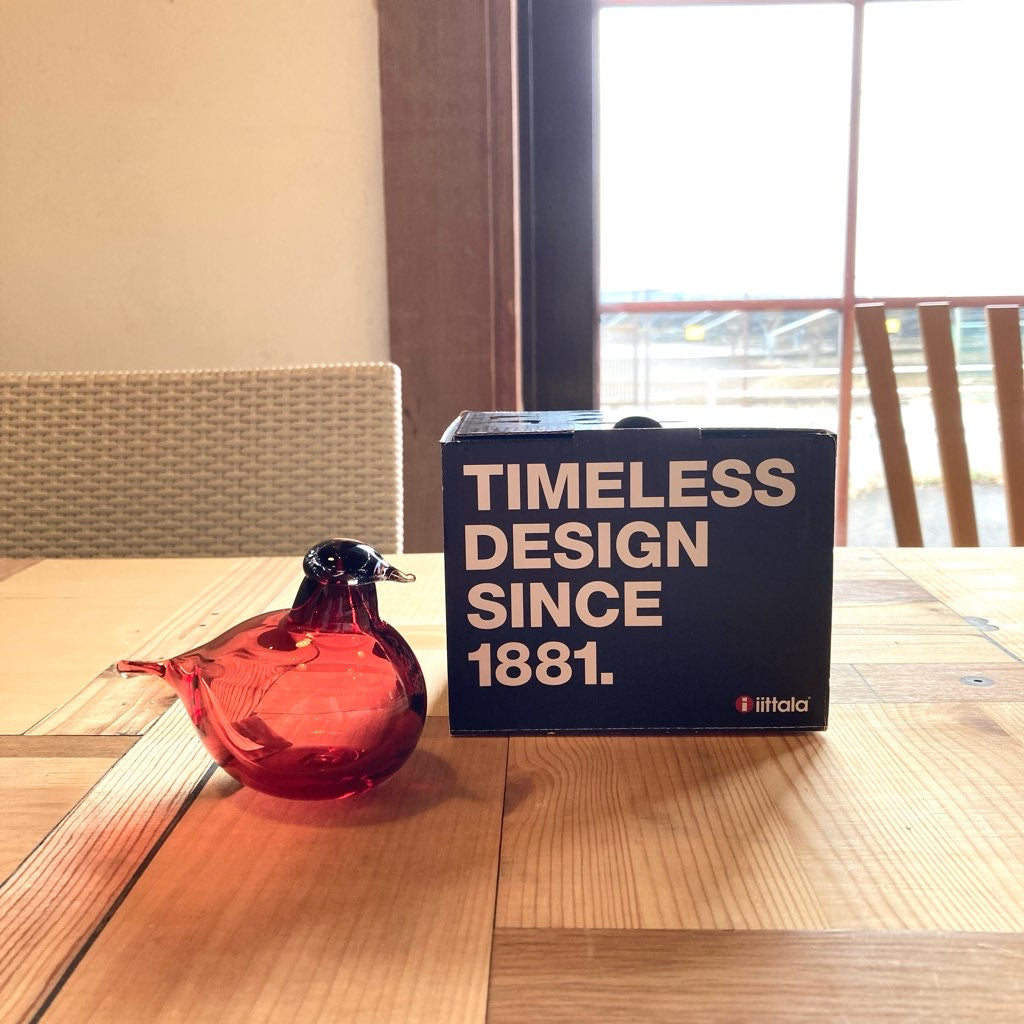 TIMELESS
DESIGN
SINCE
1881.
i iittala®